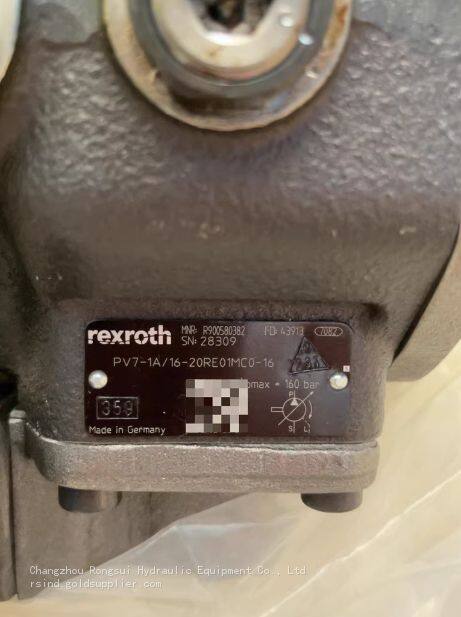 rexroth MNR: R900580382 FD: 43913 7082
SN: 28309
PV7-1A/16-20RE01MC0-16
pmax = 160 bar
P
359
S L
Made in Germany
Changzhou Rongsui Hydraulic Equipment Co., Ltd
rsind.goldsupplier.com